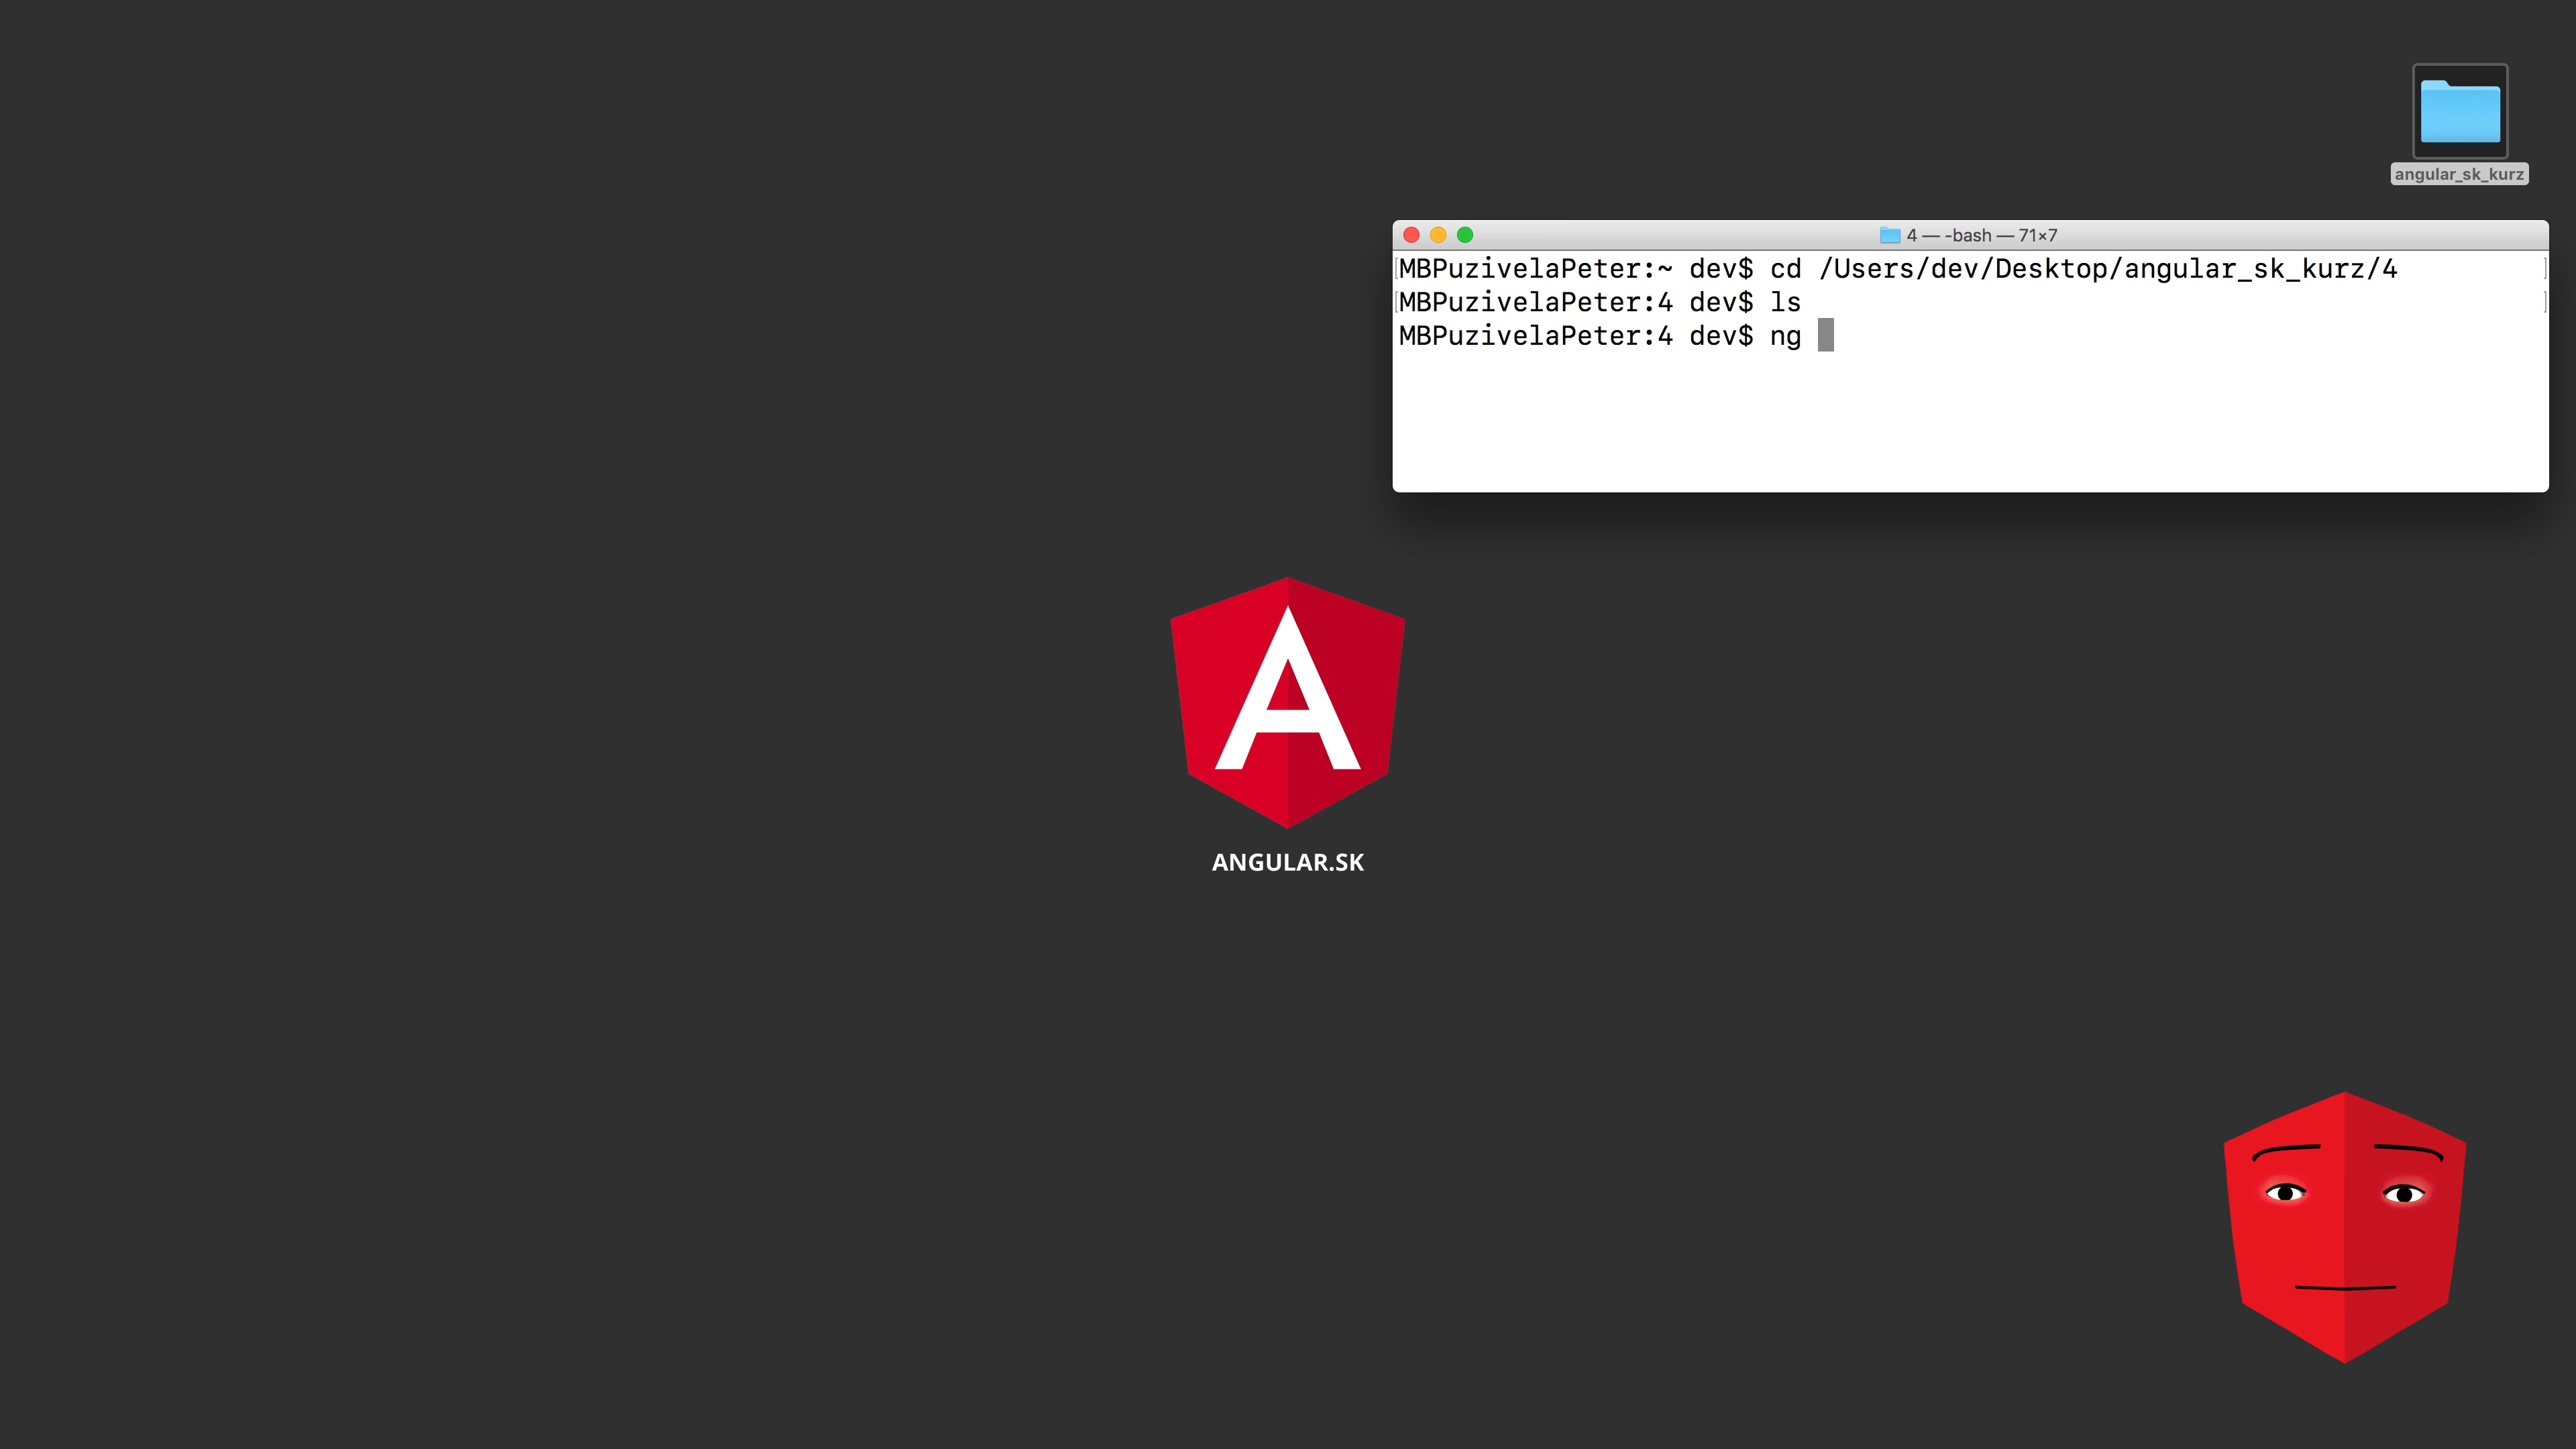 angular_sk_kurz
4 — -bash — 71×7
[MBPuzivelaPeter:~ dev$ cd /Users/dev/Desktop/angular_sk_kurz/4 ]
[MBPuzivelaPeter:4 dev$ ls ]
MBPuzivelaPeter:4 dev$ ng
ANGULAR.SK